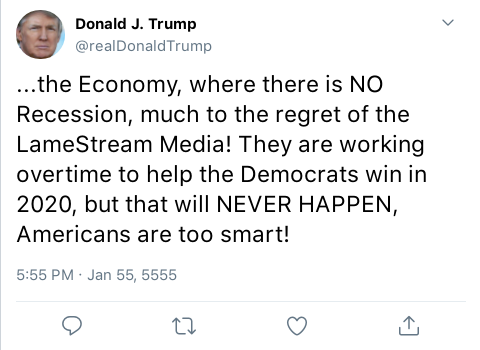 Donald J. Trump
@realDonaldTrump
...the Economy, where there is NO
Recession, much to the regret of the
LameStream Media! They are working
overtime to help the Democrats win in
2020, but that will NEVER HAPPEN,
Americans are too smart!
5:55 PM · Jan 55, 5555